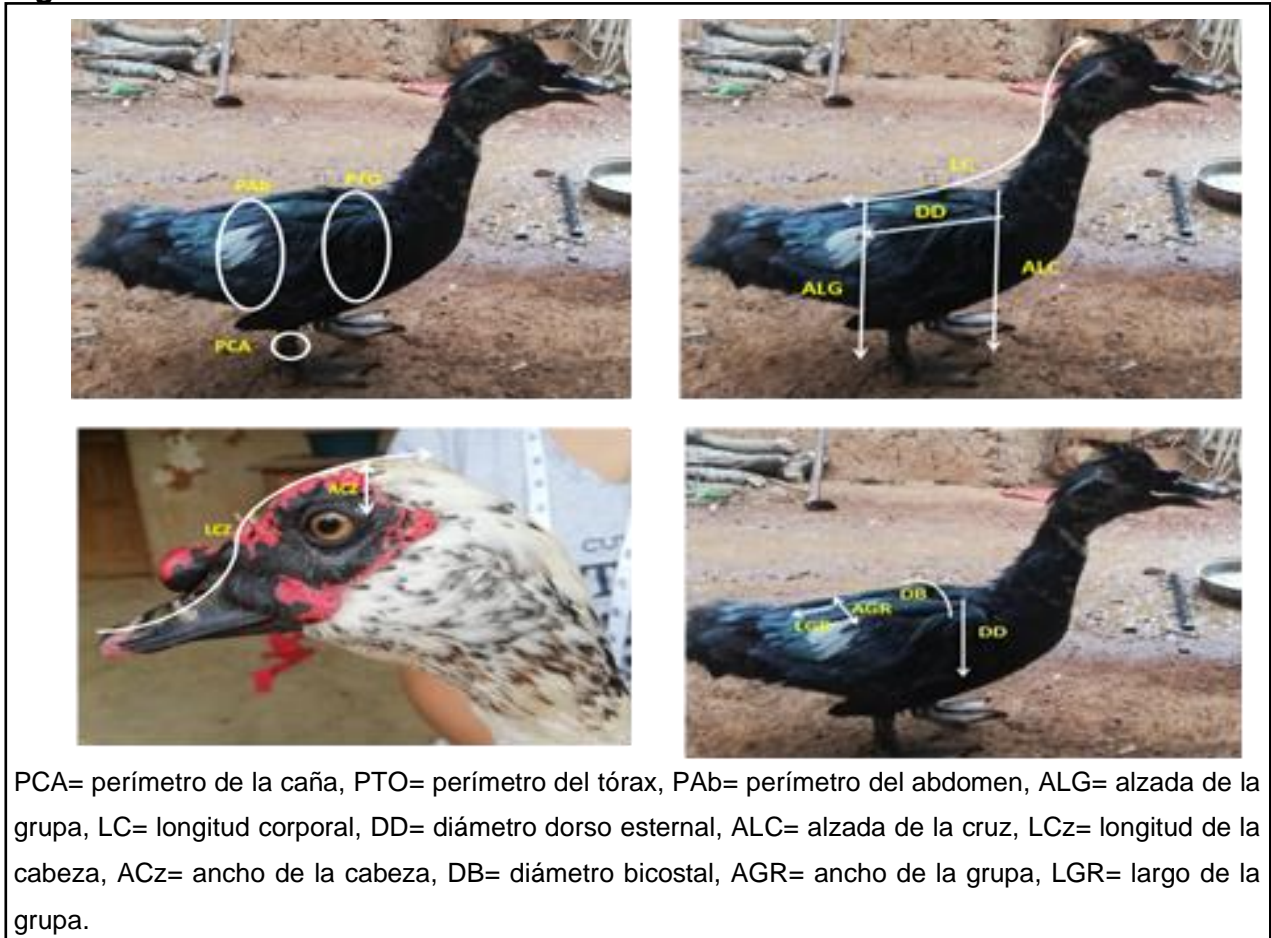 PAb PTO
PCA
LC
DD
ALG
ALC
ACZ
LCZ
DB
AGR
LGR
DD
PCA= perímetro de la caña, PTO= perímetro del tórax, PAb= perímetro del abdomen, ALG= alzada de la
grupa, LC= longitud corporal, DD= diámetro dorso esternal, ALC= alzada de la cruz, LCz= longitud de la
cabeza, ACz= ancho de la cabeza, DB= diámetro bicostal, AGR= ancho de la grupa, LGR= largo de la
grupa.